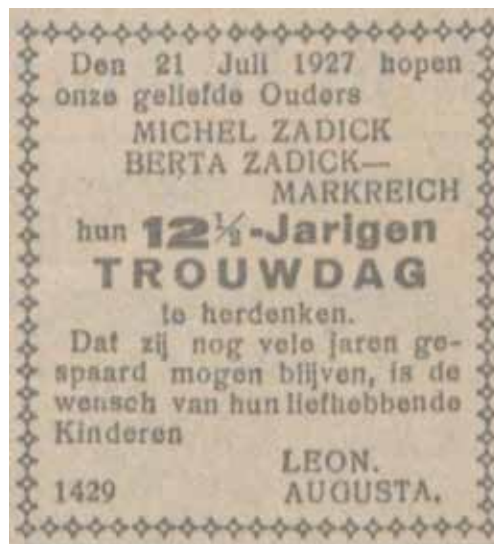 Den 21 Juli 1927 hopen
onze geliefde Ouders
MICHEL ZADICK
BERTA ZADICK—
MARKREICH
hun 12½-Jarigen
TROUWDAG
te herdenken.
Dat zij nog vele jaren ge-
spaard mogen blijven, is de
wensch van hun liefhebbende
Kinderen
LEON.
1429 AUGUSTA.